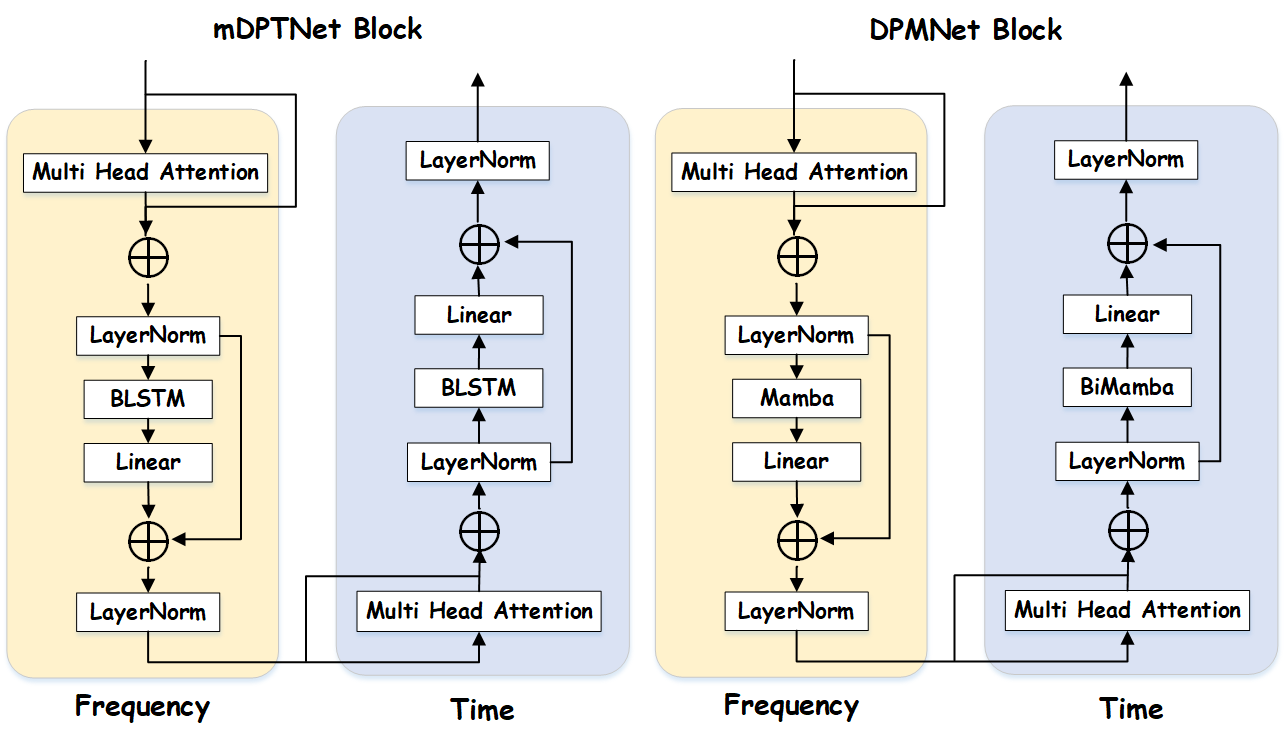 mDPTNet Block
DPMNet Block
Multi Head Attention
LayerNorm
BLSTM
Linear
LayerNorm
Frequency
LayerNorm
Linear
BLSTM
LayerNorm
Multi Head Attention
Time
Multi Head Attention
LayerNorm
Mamba
Linear
LayerNorm
Frequency
LayerNorm
Linear
BiMamba
LayerNorm
Multi Head Attention
Time